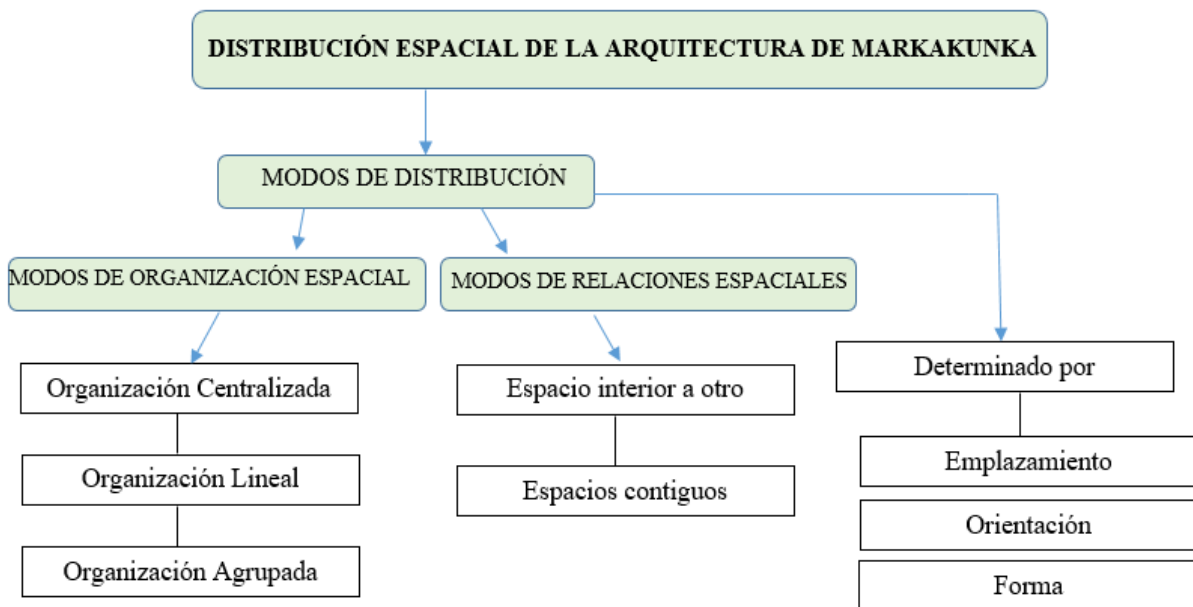 DISTRIBUCIÓN ESPACIAL DE LA ARQUITECTURA DE MARKAKUNKA
MODOS DE DISTRIBUCIÓN
MODOS DE ORGANIZACIÓN ESPACIAL
MODOS DE RELACIONES ESPACIALES
Organización Centralizada
Organización Lineal
Organización Agrupada
Espacio interior a otro
Espacios contiguos
Determinado por
Emplazamiento
Orientación
Forma